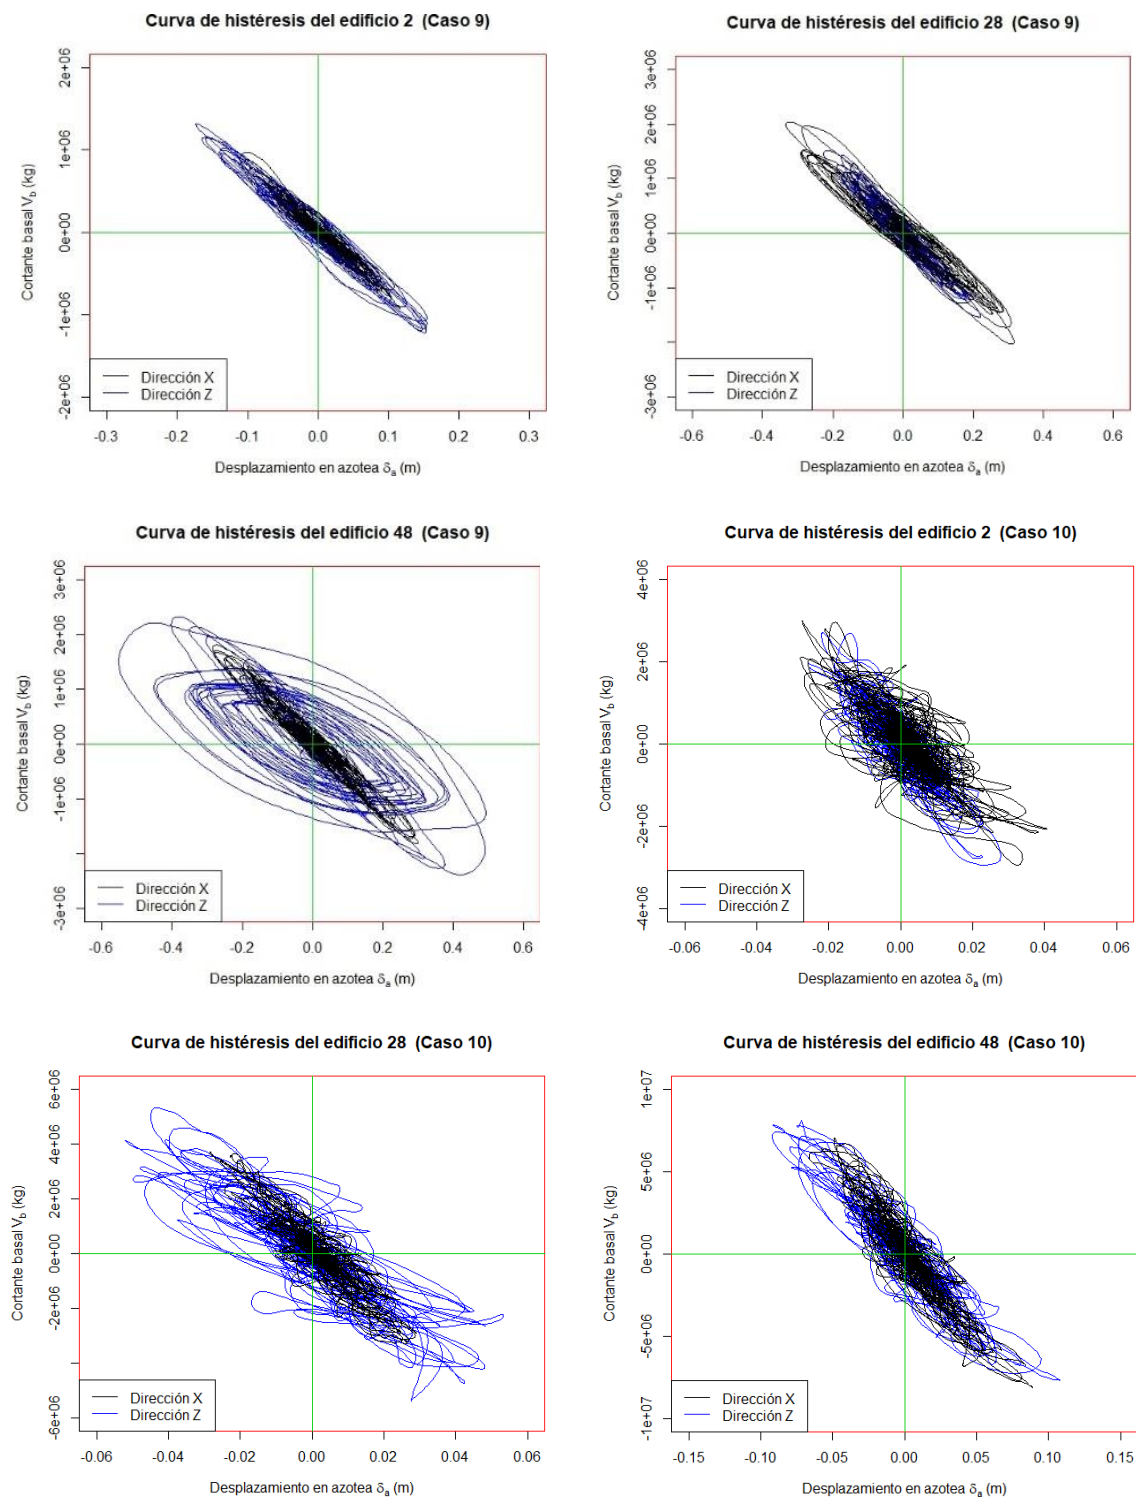 Curva de histéresis del edificio 2 (Caso 9)
Cortante basal V_b (kg)
2e+06
1e+06
0e+00
-1e+06
-2e+06
Dirección X
Dirección Z
-0.3 -0.2 -0.1 0.0 0.1 0.2 0.3
Desplazamiento en azotea δ_a (m)
Curva de histéresis del edificio 28 (Caso 9)
Cortante basal V_b (kg)
3e+06
2e+06
1e+06
0e+00
-1e+06
-3e+06
Dirección X
Dirección Z
-0.6 -0.4 -0.2 0.0 0.2 0.4 0.6
Desplazamiento en azotea δ_a (m)
Curva de histéresis del edificio 48 (Caso 9)
Cortante basal V_b (kg)
3e+06
2e+06
1e+06
0e+00
-1e+06
-3e+06
Dirección X
Dirección Z
-0.6 -0.4 -0.2 0.0 0.2 0.4 0.6
Desplazamiento en azotea δ_a (m)
Curva de histéresis del edificio 2 (Caso 10)
Cortante basal V_b (kg)
4e+06
2e+06
0e+00
-2e+06
-4e+06
Dirección X
Dirección Z
-0.06 -0.04 -0.02 0.00 0.02 0.04 0.06
Desplazamiento en azotea δ_a (m)
Curva de histéresis del edificio 28 (Caso 10)
Cortante basal V_b (kg)
6e+06
4e+06
2e+06
0e+00
-2e+06
-6e+06
Dirección X
Dirección Z
-0.06 -0.04 -0.02 0.00 0.02 0.04 0.06
Desplazamiento en azotea δ_a (m)
Curva de histéresis del edificio 48 (Caso 10)
Cortante basal V_b (kg)
1e+07
5e+06
0e+00
-5e+06
-1e+07
Dirección X
Dirección Z
-0.15 -0.10 -0.05 0.00 0.05 0.10 0.15
Desplazamiento en azotea δ_a (m)